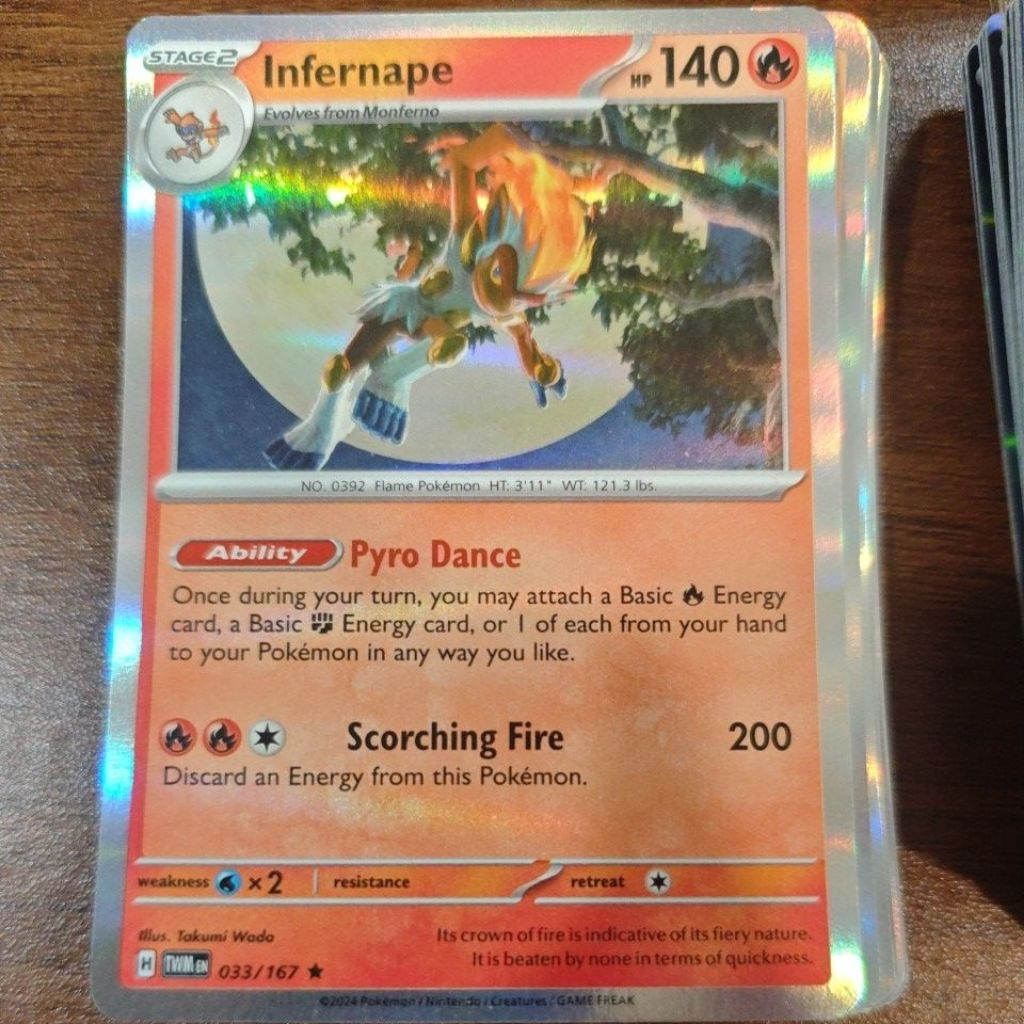 STAGE2
Infernape
HP 140
Evolves from Monferno
NO. 0392 Flame Pokémon HT: 3'11" WT: 121.3 lbs.
Ability Pyro Dance
Once during your turn, you may attach a Basic Energy
card, a Basic Energy card, or 1 of each from your hand
to your Pokémon in any way you like.
Scorching Fire 200
Discard an Energy from this Pokémon.
weakness ×2 resistance retreat
Illus. Takumi Wada
Its crown of fire is indicative of its fiery nature.
It is beaten by none in terms of quickness.
H TWM EN 033/167 ★
©2024 Pokémon / Nintendo / Creatures / GAME FREAK